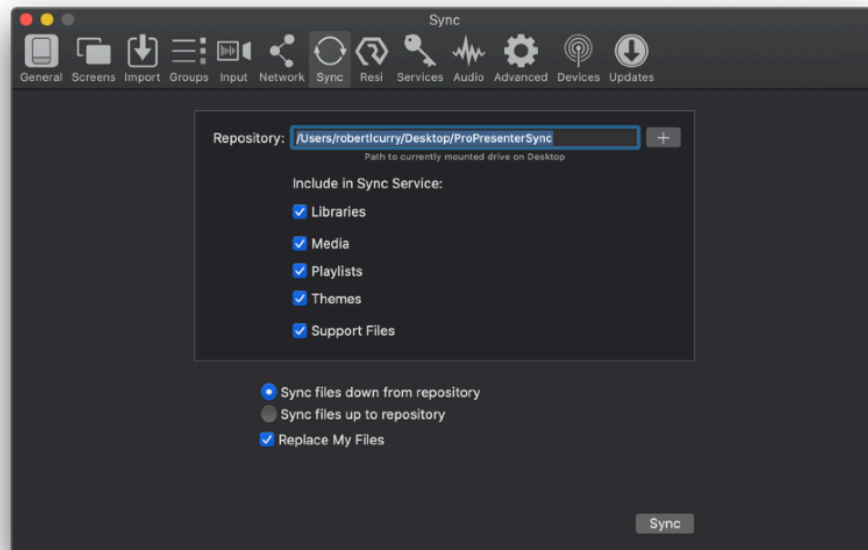 Sync
General Screens Import Groups Input Network Sync Resi Services Audio Advanced Devices Updates
Repository: /Users/robertlcurry/Desktop/ProPresenterSync +
Path to currently mounted drive on Desktop
Include in Sync Service:
Libraries
Media
Playlists
Themes
Support Files
Sync files down from repository
Sync files up to repository
Replace My Files
Sync